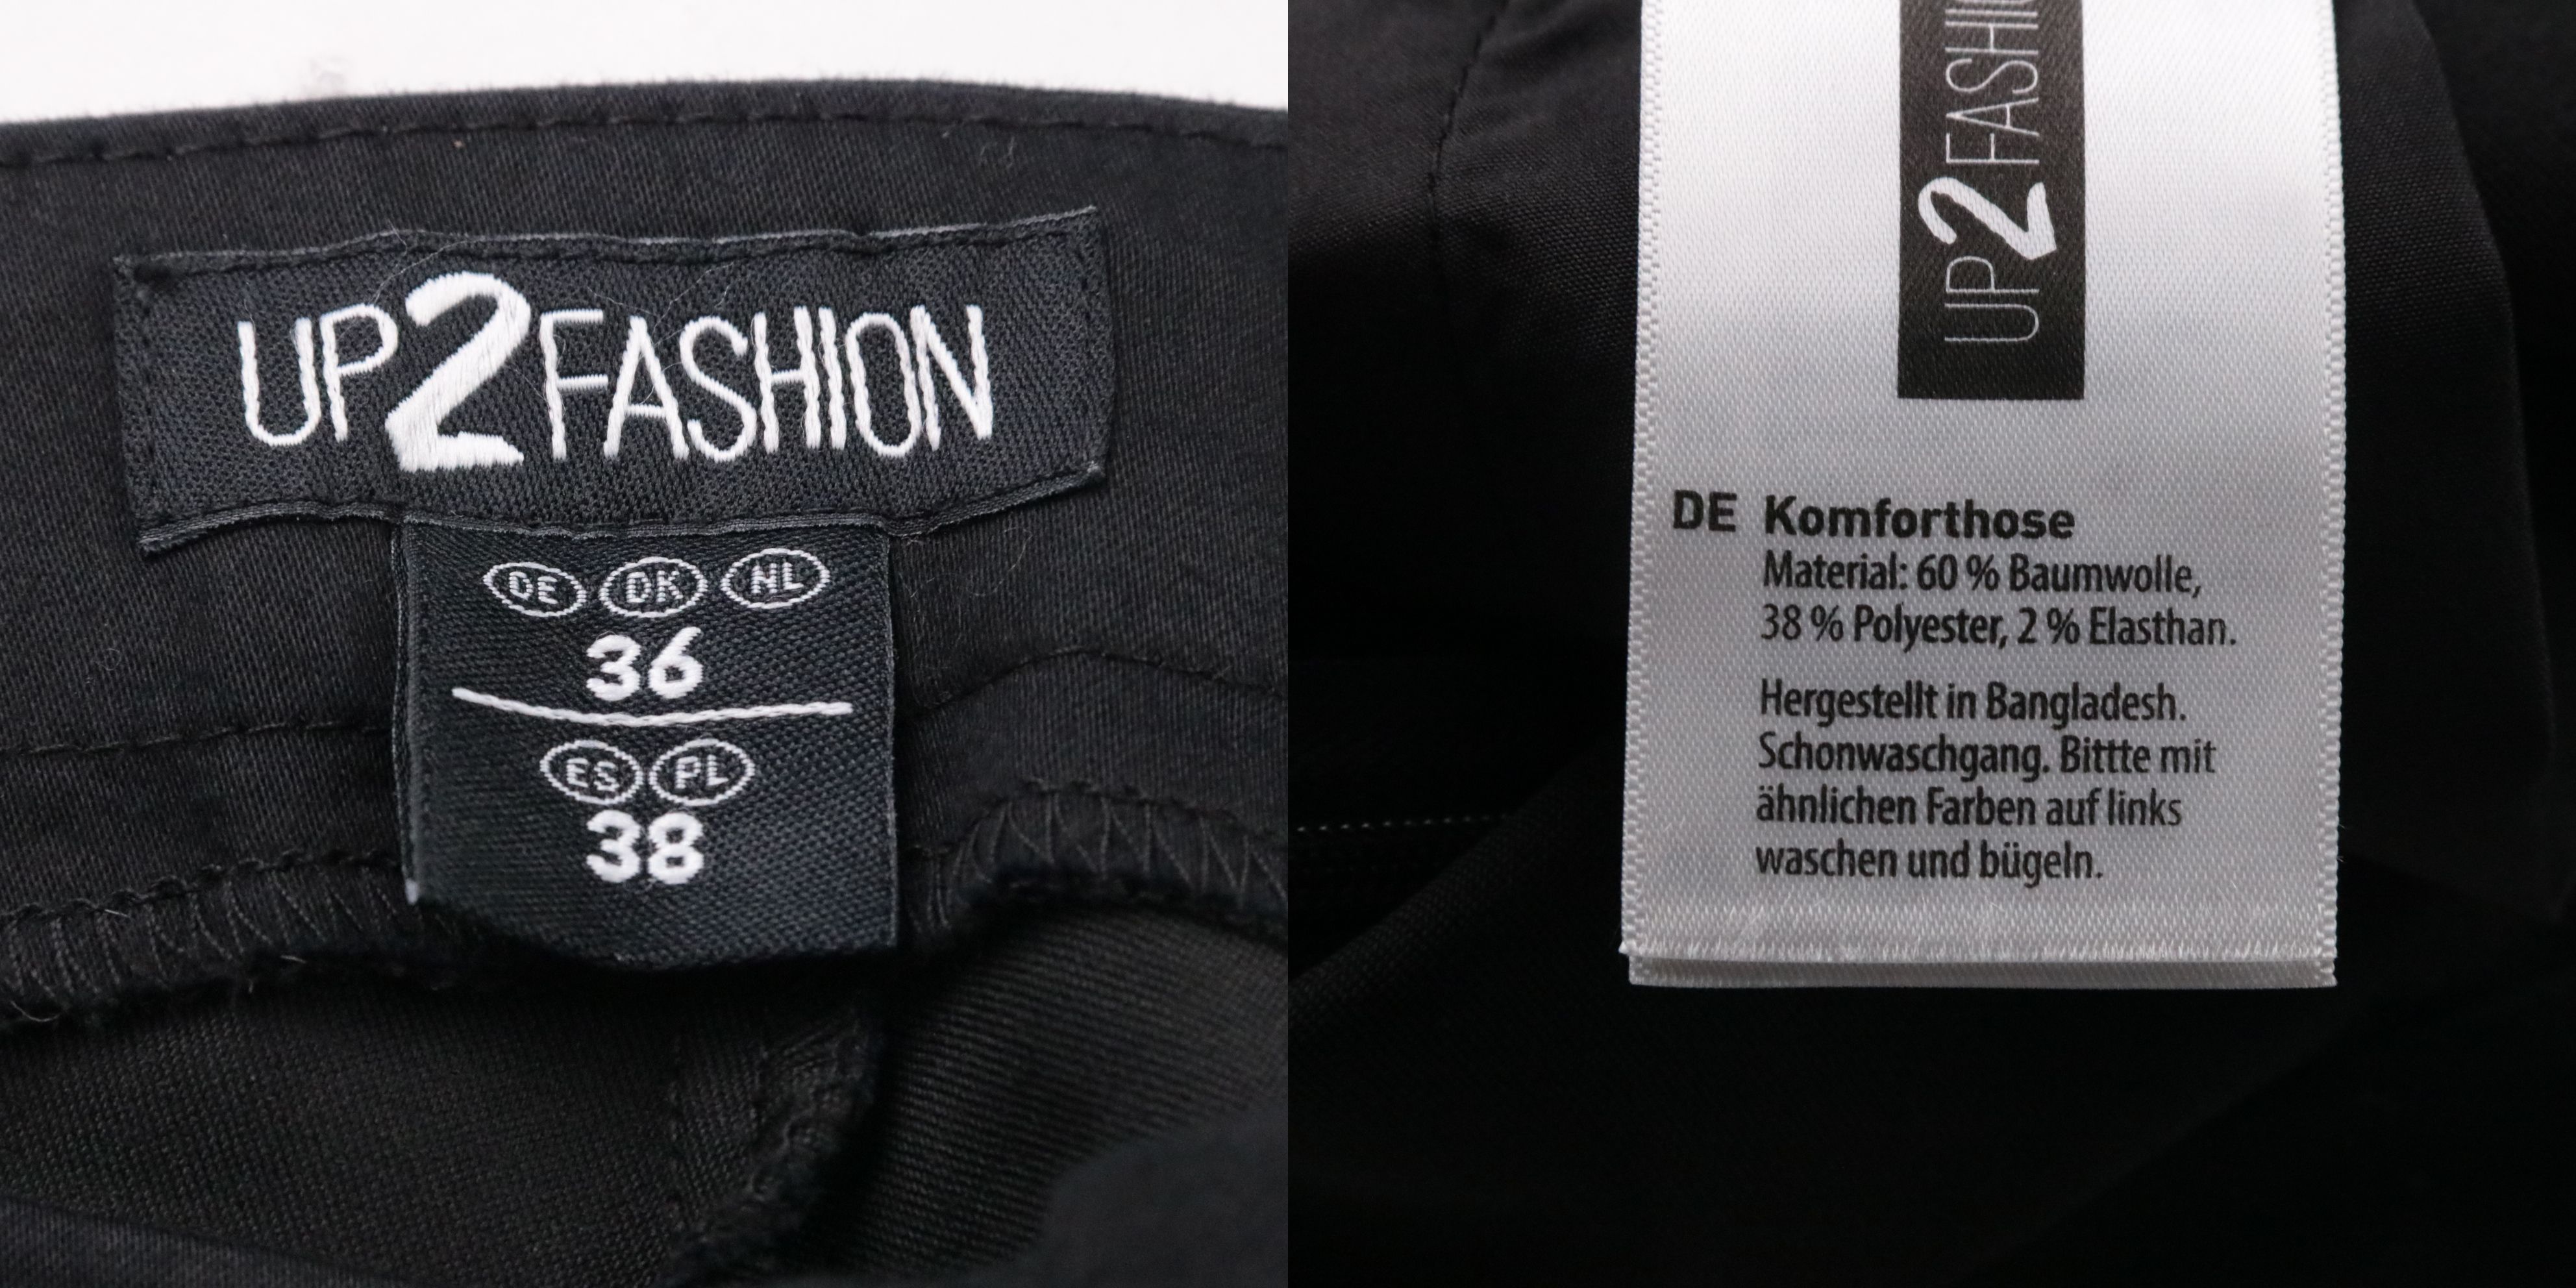 UP2FASHION
DE DK NL
36
ES PL
38
UP2FASHIO
DE Komforthose
Material: 60 % Baumwolle,
38 % Polyester, 2 % Elasthan.
Hergestellt in Bangladesh.
Schonwaschgang. Bittte mit
ähnlichen Farben auf links
waschen und bügeln.